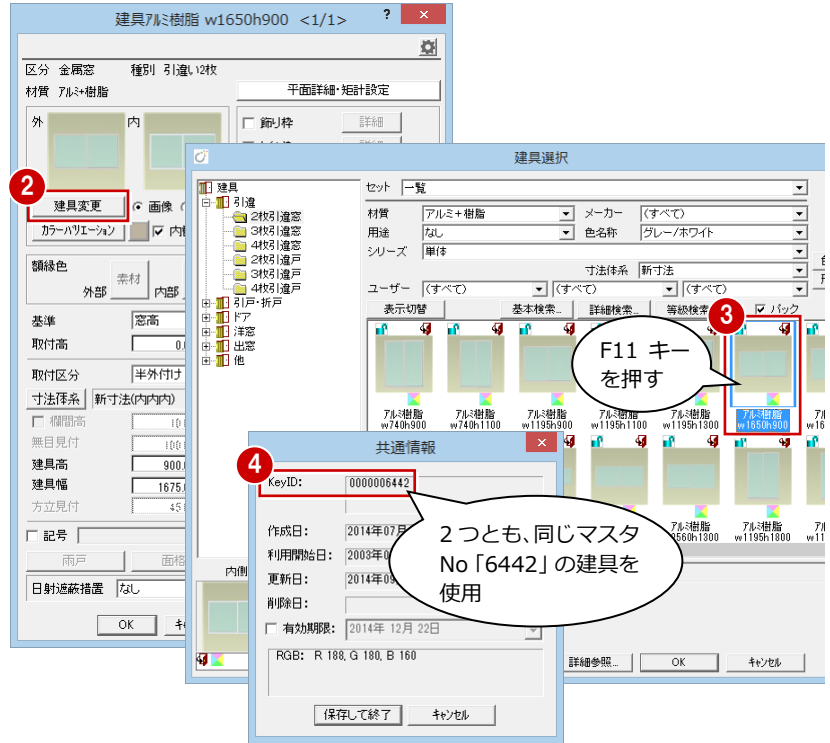 建具アルミ樹脂 w1650h900 <1/1>
? ×
区分 金属窓 種別 引違い2枚
材質 アルミ+樹脂
平面詳細・矩計設定
外 内
飾り枠 詳細
2
建具変更 画像
カラーバリエーション
額縁色
素材
外部 内部
基準 窓高
取付高
取付区分 半外付け
寸法体系 新寸法(内内内)
欄間高
無目見付
建具高 900.
建具幅 1675.
方立見付 45
記号
雨戸 面格
日射遮蔽措置 なし
OK
建具選択
建具
引違
2枚引違窓
3枚引違窓
4枚引違窓
2枚引違戸
3枚引違戸
4枚引違戸
引戸・折戸
ドア
洋窓
出窓
他
内側
セット 一覧
材質 アルミ+樹脂 メーカー (すべて)
用途 なし 色名称 グレー/ホワイト
シリーズ 単体
寸法体系 新寸法
ユーザー (すべて) (すべて) (すべて)
表示切替 基本検索... 詳細検索... 等級検索 パック
3
F11 キー
を押す
アルミ樹脂 アルミ樹脂 アルミ樹脂 アルミ樹脂 アルミ樹脂 アルミ樹脂
w740h900 w740h1100 w1195h900 w1195h1100 w1195h1300 w1650h900
アルミ樹脂 アルミ樹脂
560h1300 w1195h1800
詳細参照... OK キャンセル
共通情報
×
4
KeyID: 0000006442
作成日: 2014年07月
利用開始日: 2003年0
更新日: 2014年09
削除日:
有効期限: 2014年 12月 22日
RGB: R 188, G 180, B 160
保存して終了 キャンセル
2つとも、同じマスタ
No「6442」の建具を
使用